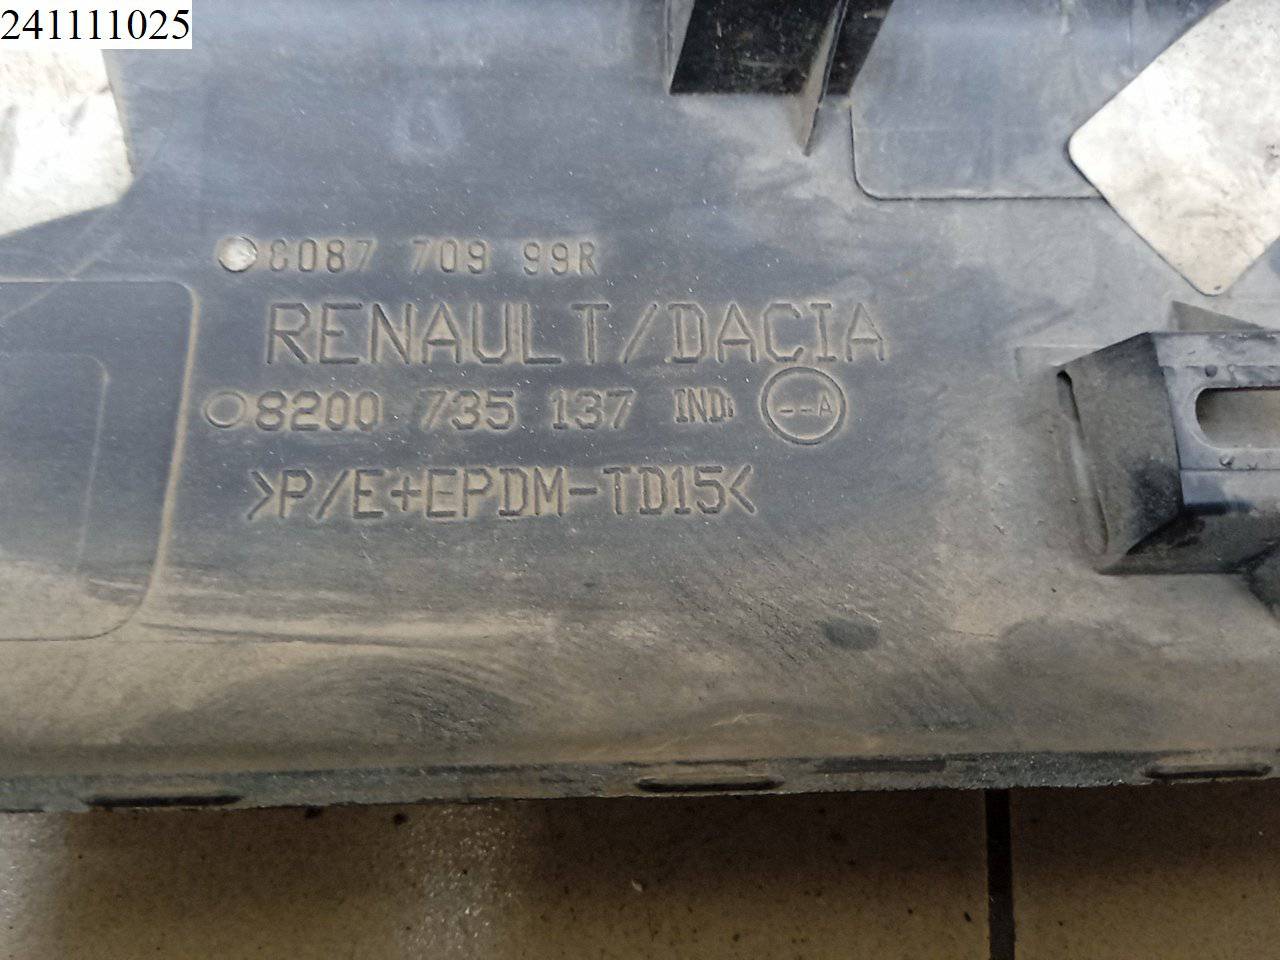 241111025
8087 709 99R
RENAULT/DACIA
8200 735 137 IND: --A
>P/E+EPDM-TD15<